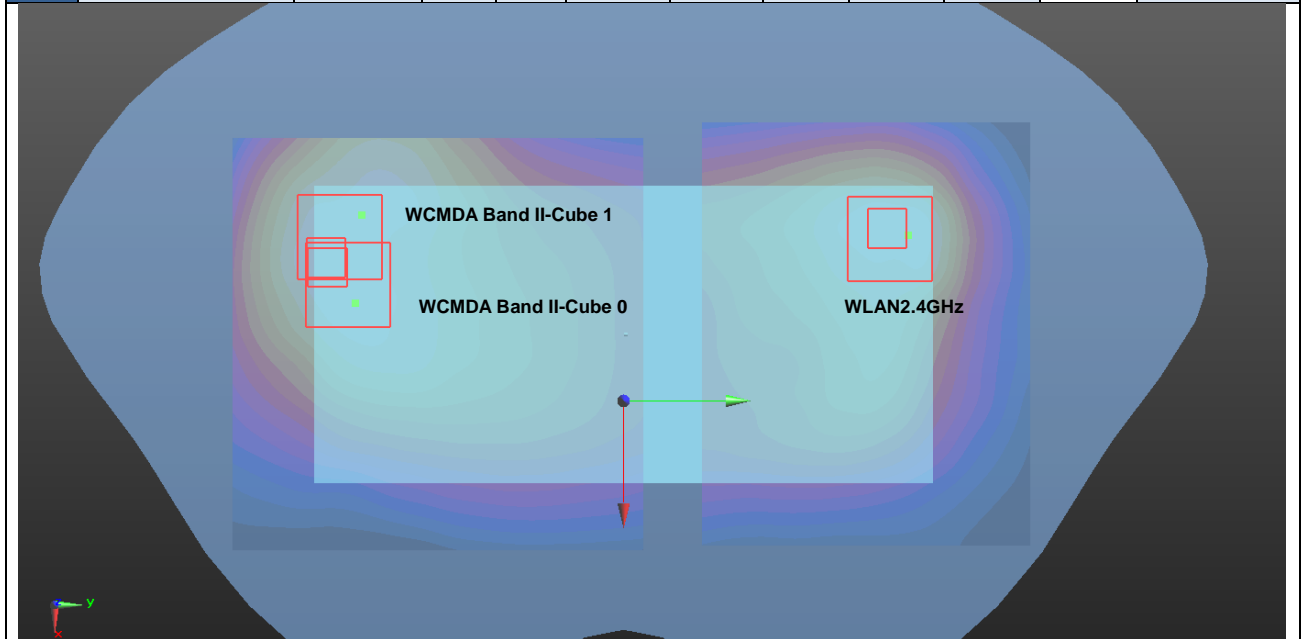 WCMDA Band II-Cube 1
WCMDA Band II-Cube 0
WLAN2.4GHz
y
x